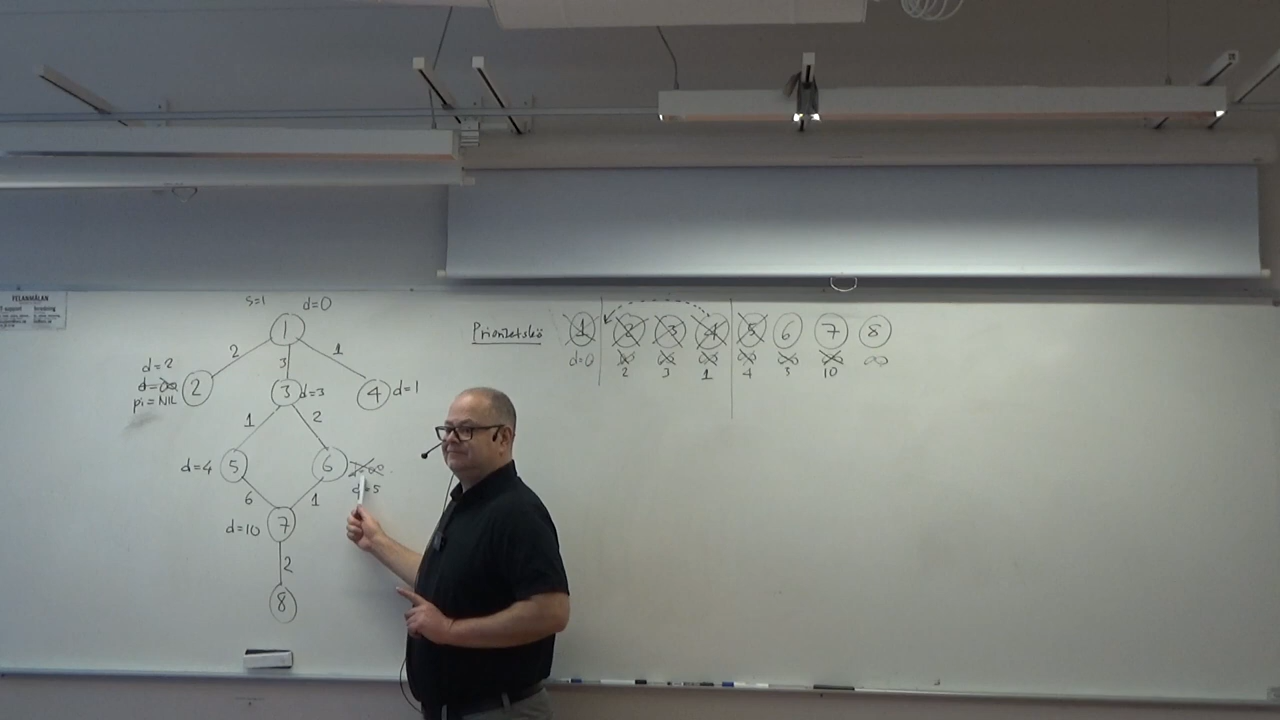 FELANMÄLAN
s=1 d=0
1
2 3 1
d=2
d=∞
pi=NIL
2 3 d=3 4 d=1
1 2
d=4 5 6 d=∞
d=5
6 1
d=10 7
2
8
Prioritetskö 1 2 3 4 5 6 7 8
d=0 ∞ ∞ ∞ ∞ ∞ ∞ ∞
2 3 1 4 5 10